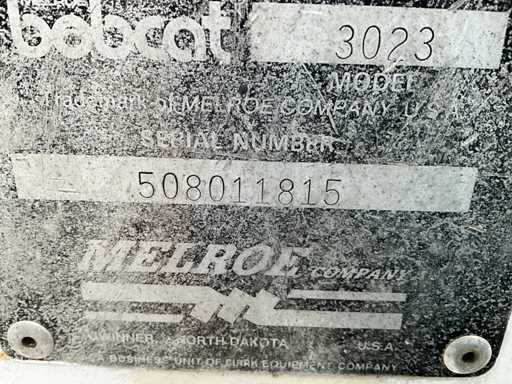 bobcat 3023
MODEL
Trademark of MELROE COMPANY U.S.A.
SERIAL NUMBER
508011815
MELROE COMPANY
GWINNER, NORTH DAKOTA U.S.A.
A BUSINESS UNIT OF CLARK EQUIPMENT COMPANY